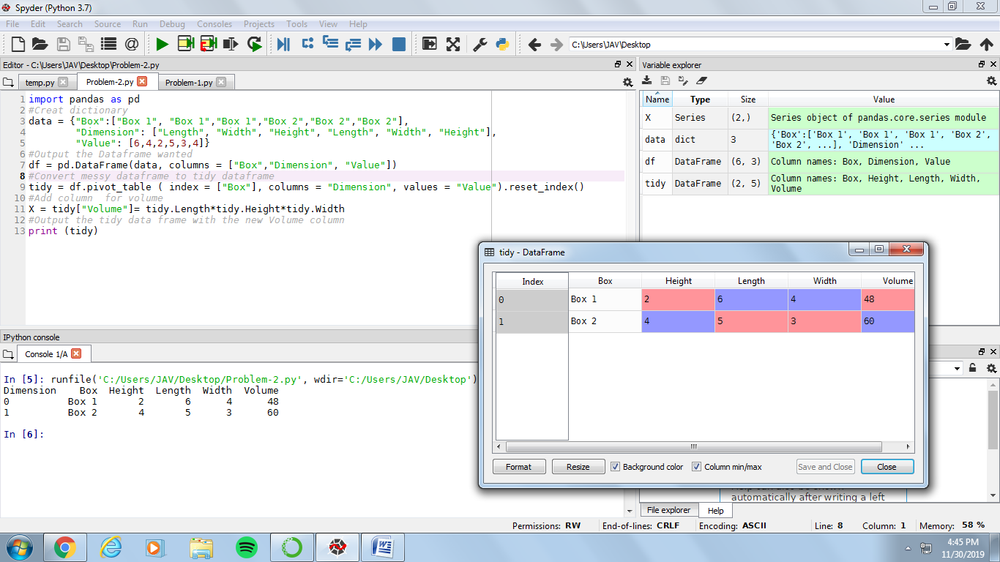 Spyder (Python 3.7)
File Edit Search Source Run Debug Consoles Projects Tools View Help
C:\Users\JAV\Desktop
Editor - C:\Users\JAV\Desktop\Problem-2.py
temp.py Problem-2.py Problem-1.py
1 import pandas as pd
2 #Creat dictionary
3 data = {"Box":["Box 1", "Box 1","Box 1","Box 2","Box 2","Box 2"],
4 "Dimension": ["Length", "Width", "Height", "Length", "Width", "Height"],
5 "Value": [6,4,2,5,3,4]}
6 #Output the Dataframe wanted
7 df = pd.DataFrame(data, columns = ["Box","Dimension", "Value"])
8 #Convert messy dataframe to tidy dataframe
9 tidy = df.pivot_table ( index = ["Box"], columns = "Dimension", values = "Value").reset_index()
10 #Add column  for volume
11 X = tidy["Volume"]= tidy.Length*tidy.Height*tidy.Width
12 #Output the tidy data frame with the new Volume column
13 print (tidy)
Variable explorer
Name Type Size Value
X Series (2,) Series object of pandas.core.series module
data dict 3 {'Box':['Box 1', 'Box 1', 'Box 1', 'Box 2',
'Box 2', ...], 'Dimension' ...
df DataFrame (6, 3) Column names: Box, Dimension, Value
tidy DataFrame (2, 5) Column names: Box, Height, Length, Width,
Volume
tidy - DataFrame
Index Box Height Length Width Volume
0 Box 1 2 6 4 48
1 Box 2 4 5 3 60
Format Resize Background color Column min/max Save and Close Close
IPython console
Console 1/A
In [5]: runfile('C:/Users/JAV/Desktop/Problem-2.py', wdir='C:/Users/JAV/Desktop')
Dimension Box Height Length Width Volume
0 Box 1 2 6 4 48
1 Box 2 4 5 3 60
In [6]:
automatically after writing a left
File explorer Help
Permissions: RW End-of-lines: CRLF Encoding: ASCII Line: 8 Column: 1 Memory: 58 %
4:45 PM
11/30/2019